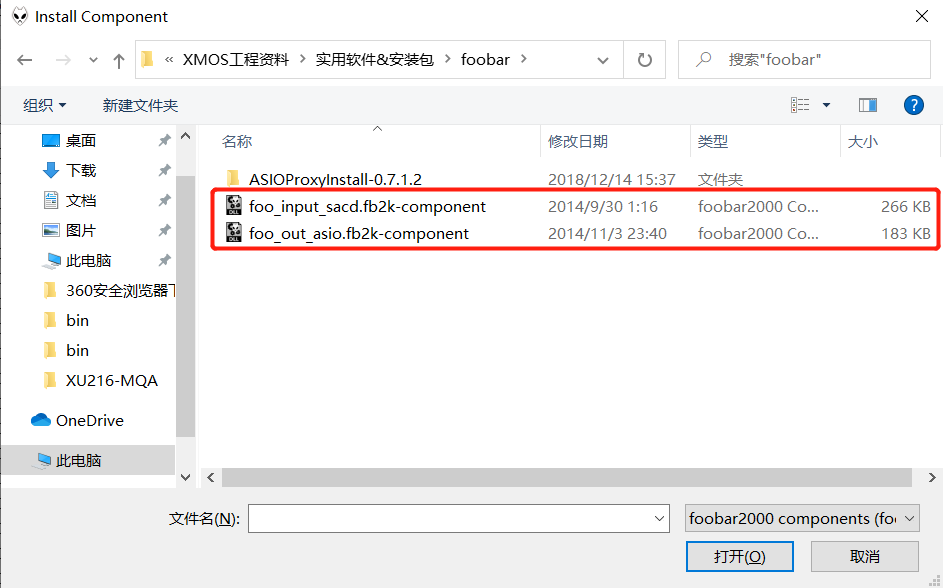 Install Component
« XMOS工程资料 › 实用软件&安装包 › foobar ›
搜索"foobar"
组织 新建文件夹
名称 修改日期 类型 大小
桌面
下载
文档
图片
此电脑
360安全浏览器下
bin
bin
XU216-MQA
OneDrive
此电脑
ASIOProxyInstall-0.7.1.2 2018/12/14 15:37 文件夹
foo_input_sacd.fb2k-component 2014/9/30 1:16 foobar2000 Co... 266 KB
foo_out_asio.fb2k-component 2014/11/3 23:40 foobar2000 Co... 183 KB
DLL
DLL
文件名(N):
foobar2000 components (foo
打开(O) 取消